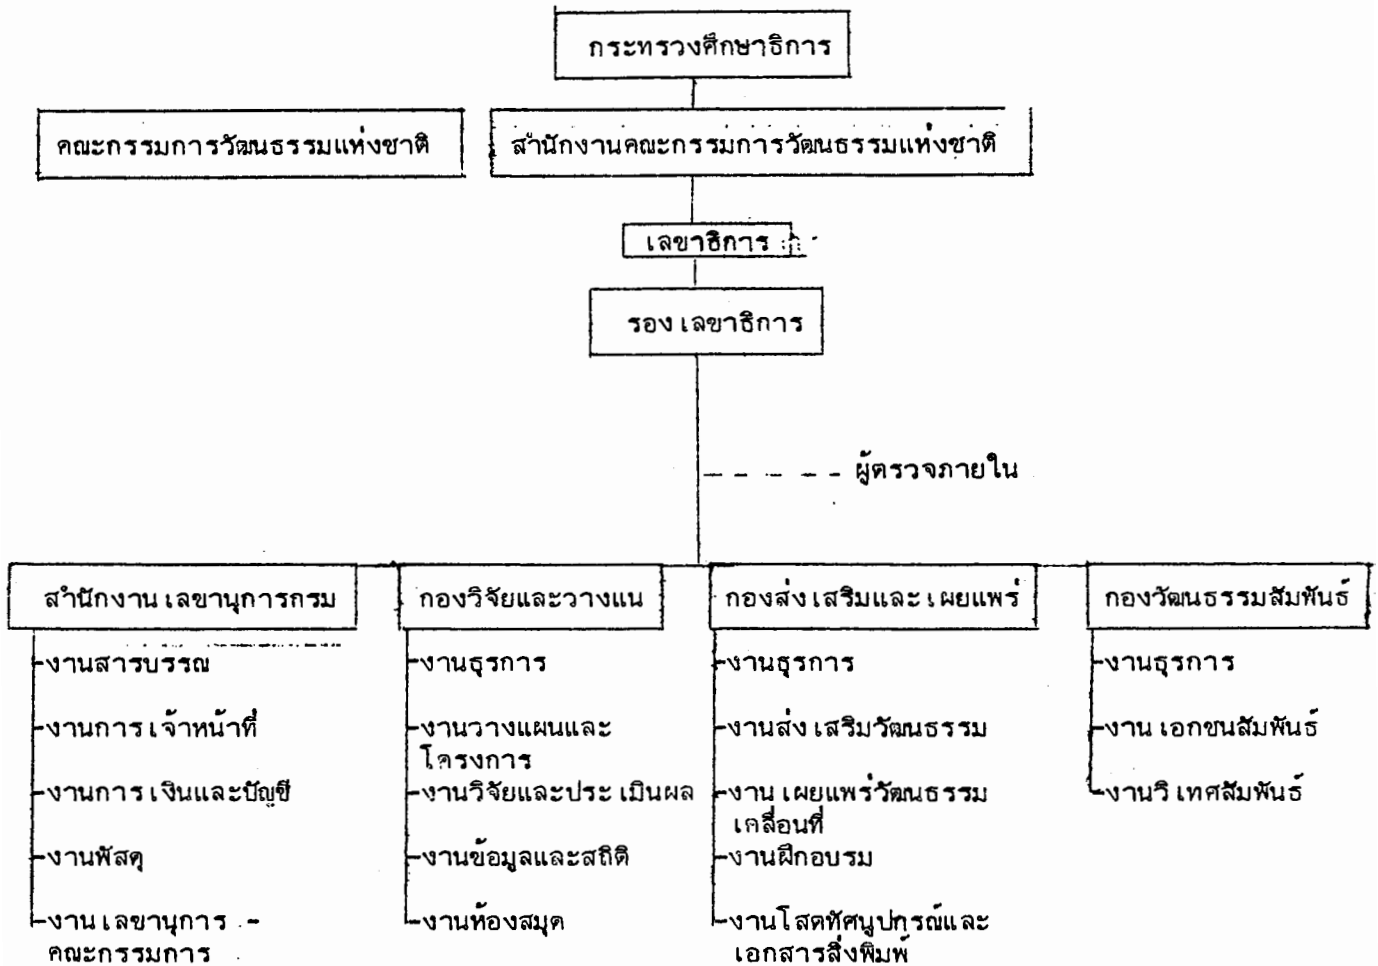 กระทรวงศึกษาธิการ
คณะกรรมการวัฒนธรรมแห่งชาติ
สำนักงานคณะกรรมการวัฒนธรรมแห่งชาติ
เลขาธิการ
รองเลขาธิการ
ผู้ตรวจภายใน
สำนักงานเลขานุการกรม
งานสารบรรณ
งานการเจ้าหน้าที่
งานการเงินและบัญชี
งานพัสดุ
งานเลขานุการ -
คณะกรรมการ
กองวิจัยและวางแน
งานธุรการ
งานวางแผนและ
โครงการ
งานวิจัยและประเมินผล
งานข้อมูลและสถิติ
งานห้องสมุด
กองส่งเสริมและเผยแพร่
งานธุรการ
งานส่งเสริมวัฒนธรรม
งานเผยแพร่วัฒนธรรม
เคลื่อนที่
งานฝึกอบรม
งานโสตทัศนูปกรณ์และ
เอกสารสิ่งพิมพ์
กองวัฒนธรรมสัมพันธ์
งานธุรการ
งานเอกชนสัมพันธ์
งานวิเทศสัมพันธ์